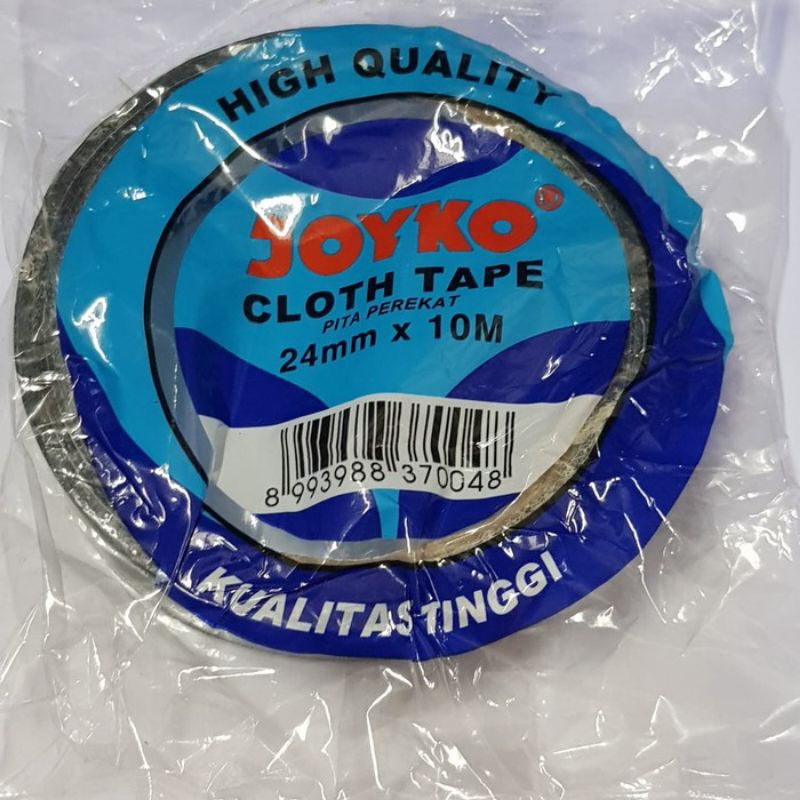 HIGH QUALITY
JOYKO®
CLOTH TAPE
PITA PEREKAT
24mm x 10M
8 993988 370048
KUALITAS TINGGI